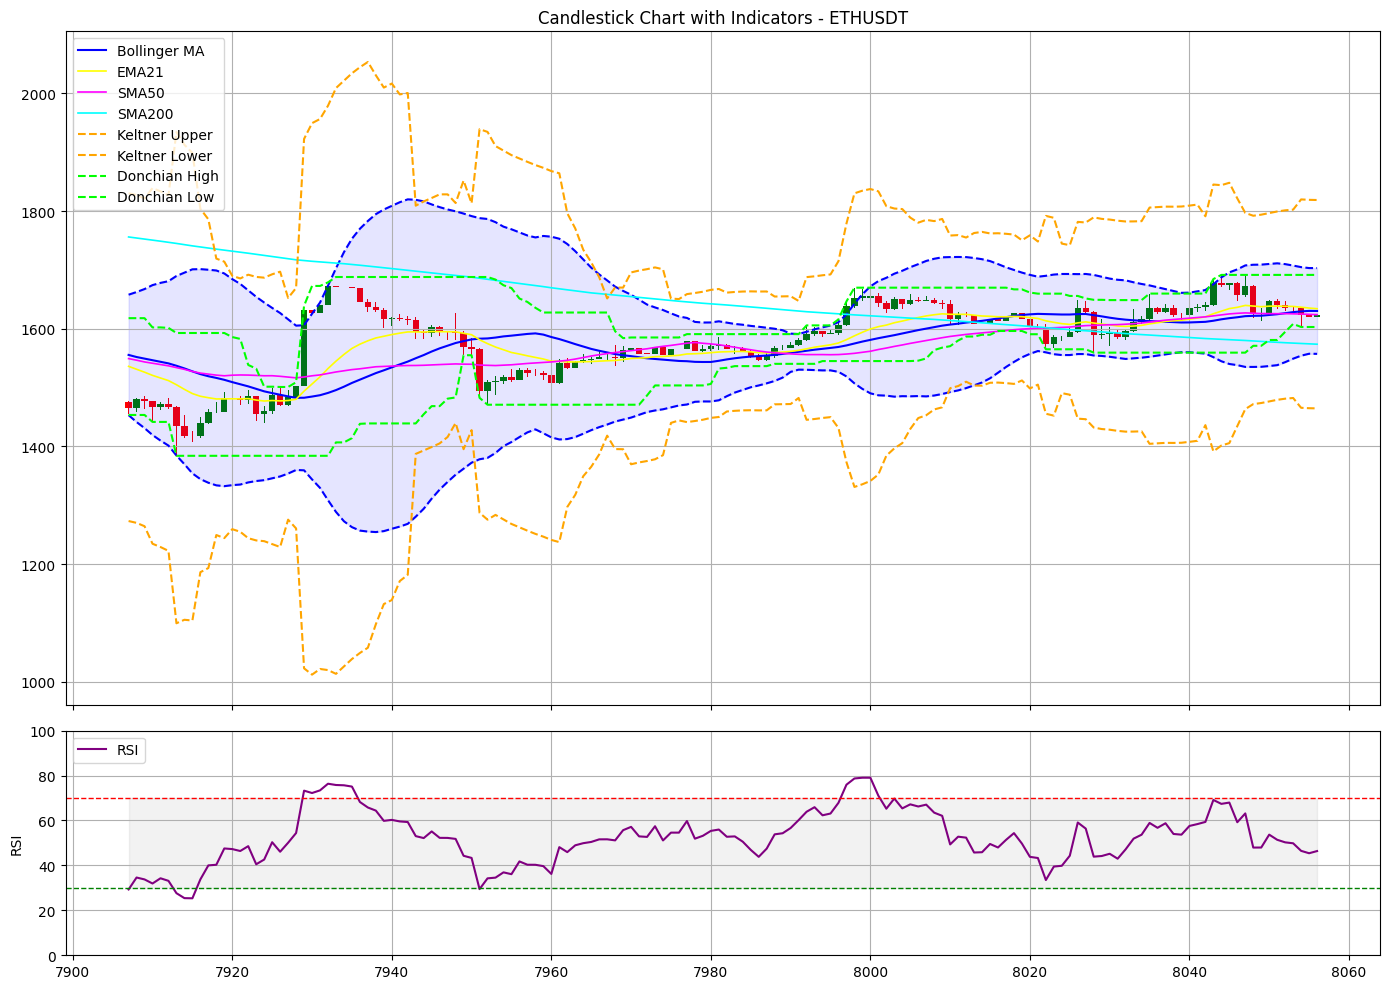 Candlestick Chart with Indicators - ETHUSDT
Bollinger MA
EMA21
SMA50
SMA200
Keltner Upper
Keltner Lower
Donchian High
Donchian Low
2000
1800
1600
1400
1200
1000
RSI
100
80
60
40
20
0
RSI
7900 7920 7940 7960 7980 8000 8020 8040 8060